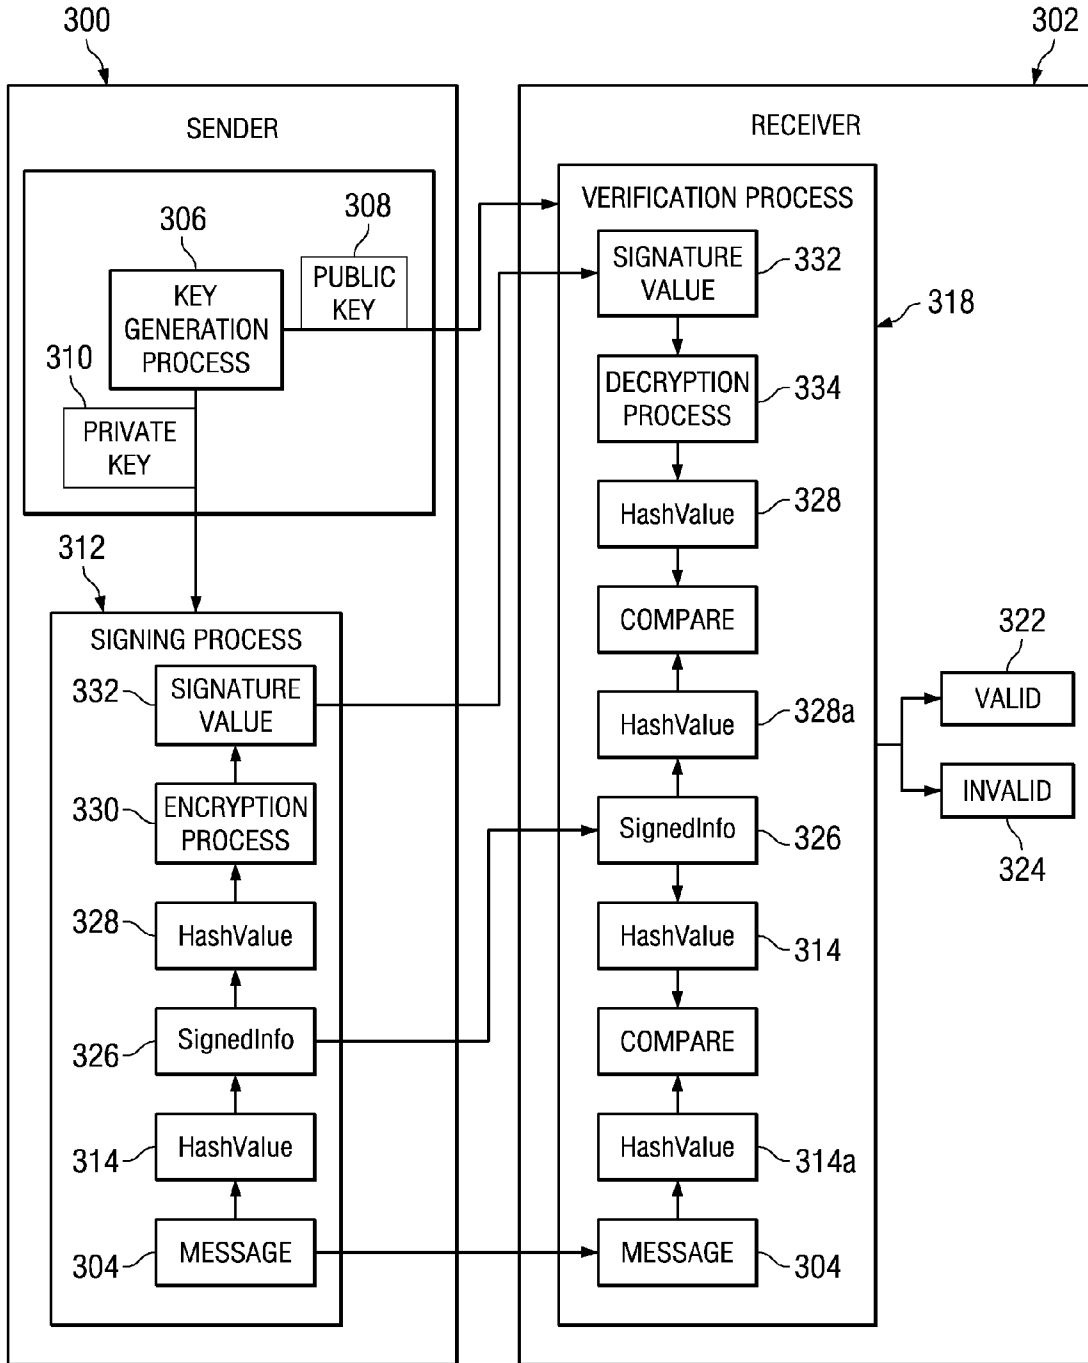 300
302
SENDER
RECEIVER
306
308
KEY
GENERATION
PROCESS
PUBLIC
KEY
310
PRIVATE
KEY
312
SIGNING PROCESS
332
SIGNATURE
VALUE
330
ENCRYPTION
PROCESS
328
HashValue
326
SignedInfo
314
HashValue
304
MESSAGE
VERIFICATION PROCESS
SIGNATURE
VALUE
332
318
DECRYPTION
PROCESS
334
HashValue
328
COMPARE
HashValue
328a
SignedInfo
326
HashValue
314
COMPARE
HashValue
314a
MESSAGE
304
322
VALID
INVALID
324